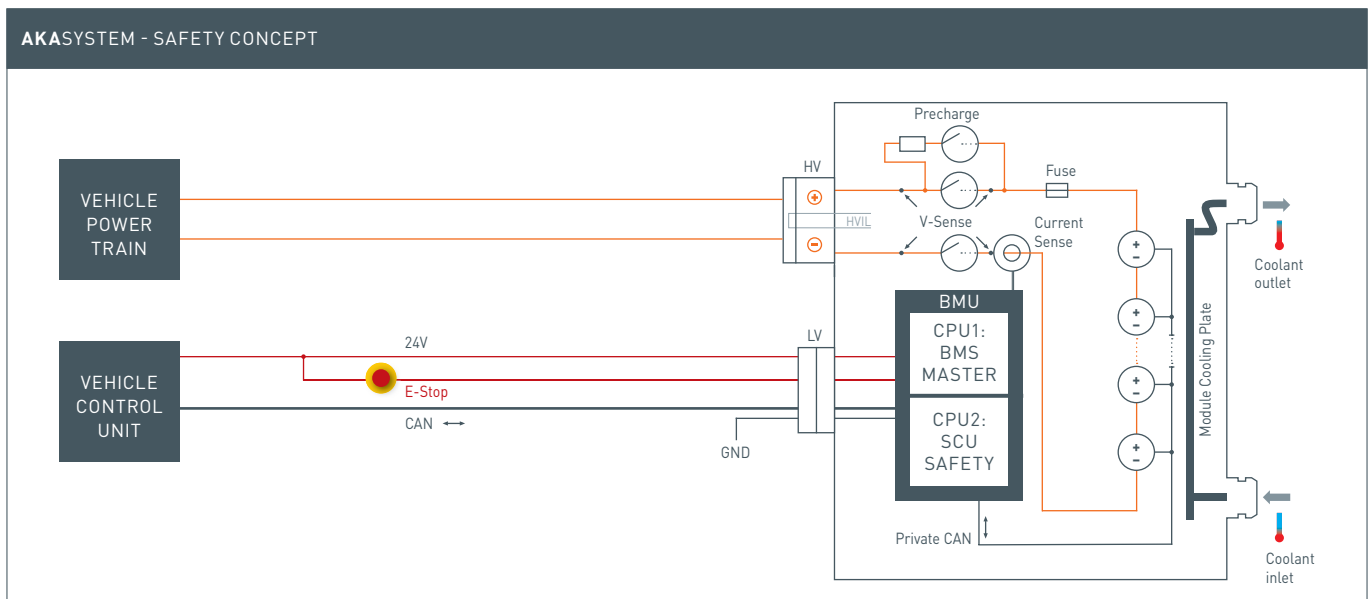 AKASYSTEM - SAFETY CONCEPT
VEHICLE
POWER
TRAIN
HV
+
HVIL
−
Precharge
V-Sense
Fuse
Current
Sense
+
−
+
−
+
−
+
−
Module Cooling Plate
Coolant
outlet
VEHICLE
CONTROL
UNIT
24V
E-Stop
CAN
GND
LV
BMU
CPU1:
BMS
MASTER
CPU2:
SCU
SAFETY
Private CAN
Coolant
inlet